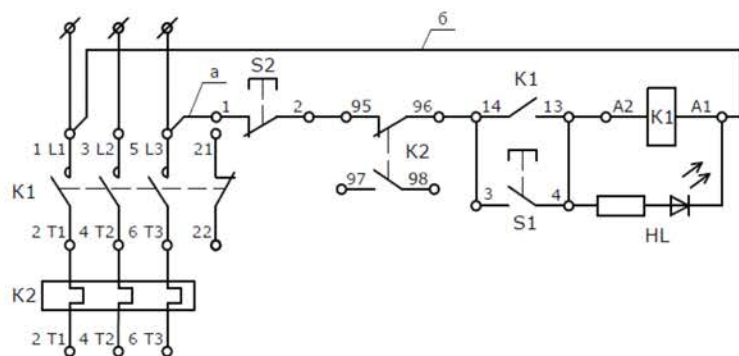 б
a
S2
K1
1
2
95
96
14
13
A2
K1
A1
1 L1 3 L2 5 L3
21
K2
K1
97
98
3
4
S1
HL
22
2 T1 4 T2 6 T3
K2
2 T1 4 T2 6 T3